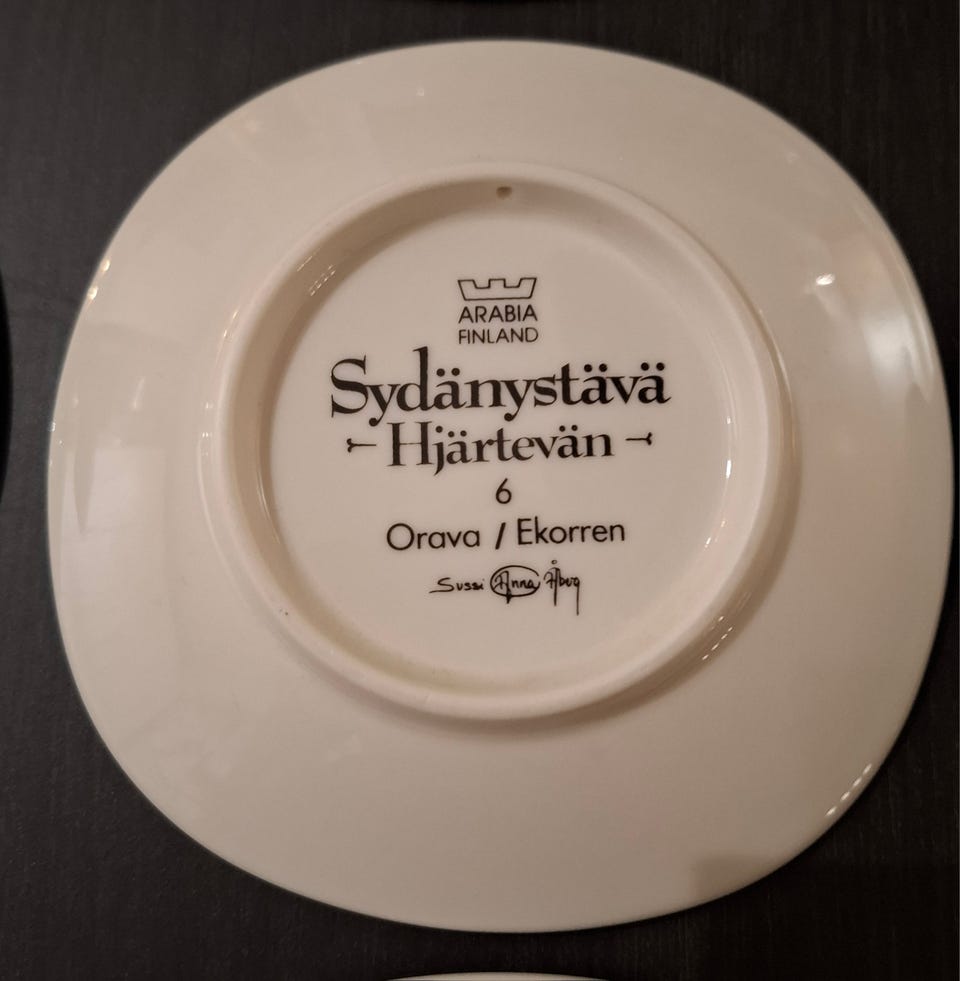 ARABIA
FINLAND
Sydänystävä
Hjärtevän
6
Orava / Ekorren
Sussi Anna Åberg